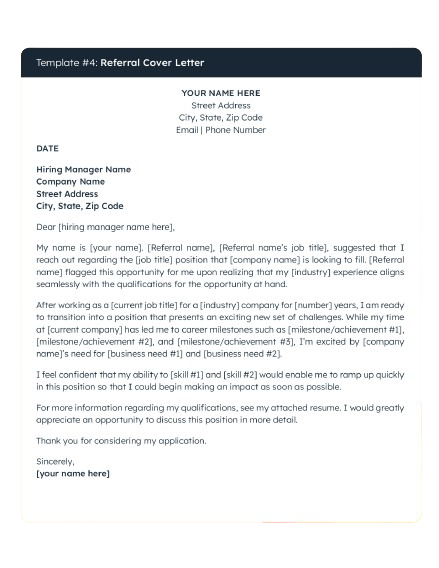 Template #4: Referral Cover Letter
YOUR NAME HERE
Street Address
City, State, Zip Code
Email | Phone Number
DATE
Hiring Manager Name
Company Name
Street Address
City, State, Zip Code
Dear [hiring manager name here],
My name is [your name]. [Referral name], [Referral name's job title], suggested that I
reach out regarding the [job title] position that [company name] is looking to fill. [Referral
name] flagged this opportunity for me upon realizing that my [industry] experience aligns
seamlessly with the qualifications for the opportunity at hand.
After working as a [current job title] for a [industry] company for [number] years, I am ready
to transition into a position that presents an exciting new set of challenges. While my time
at [current company] has led me to career milestones such as [milestone/achievement #1],
[milestone/achievement #2], and [milestone/achievement #3], I'm excited by [company
name]'s need for [business need #1] and [business need #2].
I feel confident that my ability to [skill #1] and [skill #2] would enable me to ramp up quickly
in this position so that I could begin making an impact as soon as possible.
For more information regarding my qualifications, see my attached resume. I would greatly
appreciate an opportunity to discuss this position in more detail.
Thank you for considering my application.
Sincerely,
[your name here]